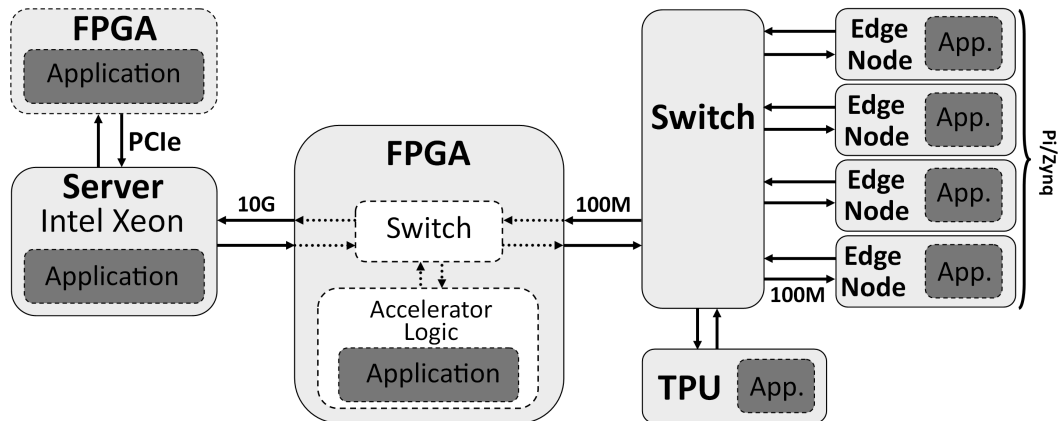 FPGA
Application
PCIe
Server
Intel Xeon
Application
10G
FPGA
Switch
Accelerator
Logic
Application
100M
Switch
100M
TPU
App.
Edge
Node
App.
Edge
Node
App.
Edge
Node
App.
Edge
Node
App.
Pi/Zynq